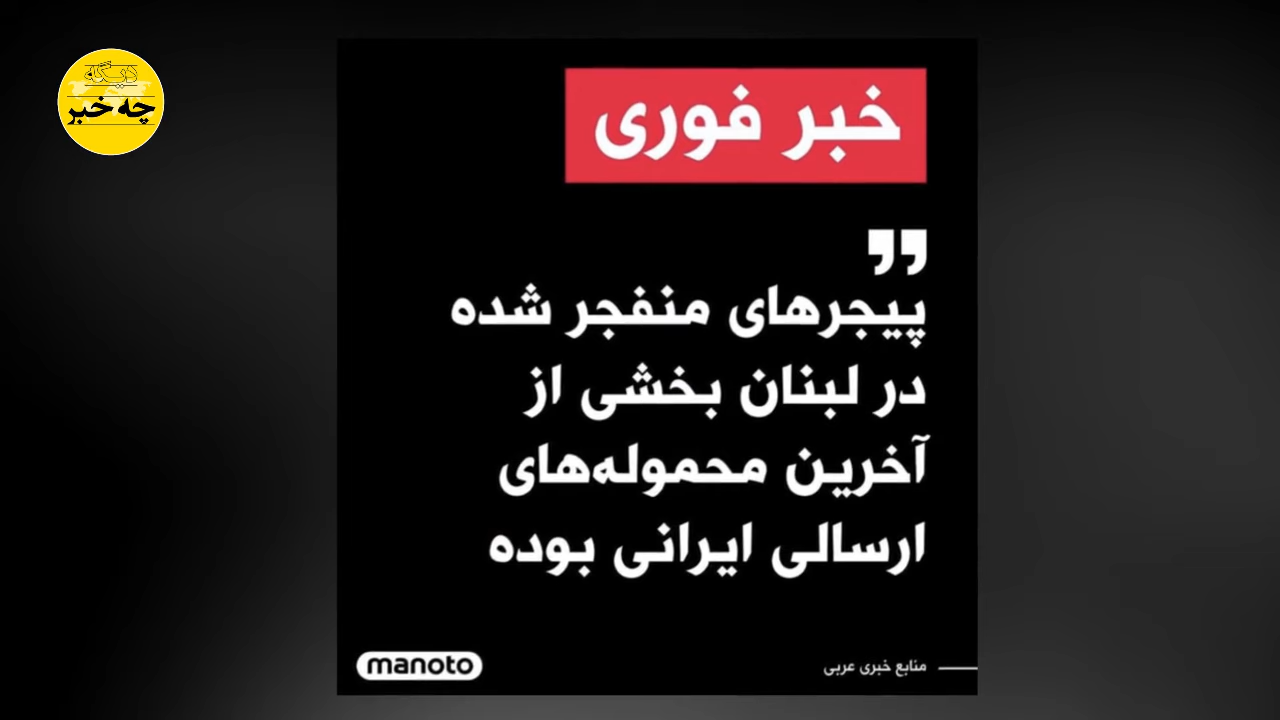 دیگه
چه خبر
خبر فوری
”
پیجرهای منفجر شده
در لبنان بخشی از
آخرین محموله‌های
ارسالی ایرانی بوده
منابع خبری عربی
manoto